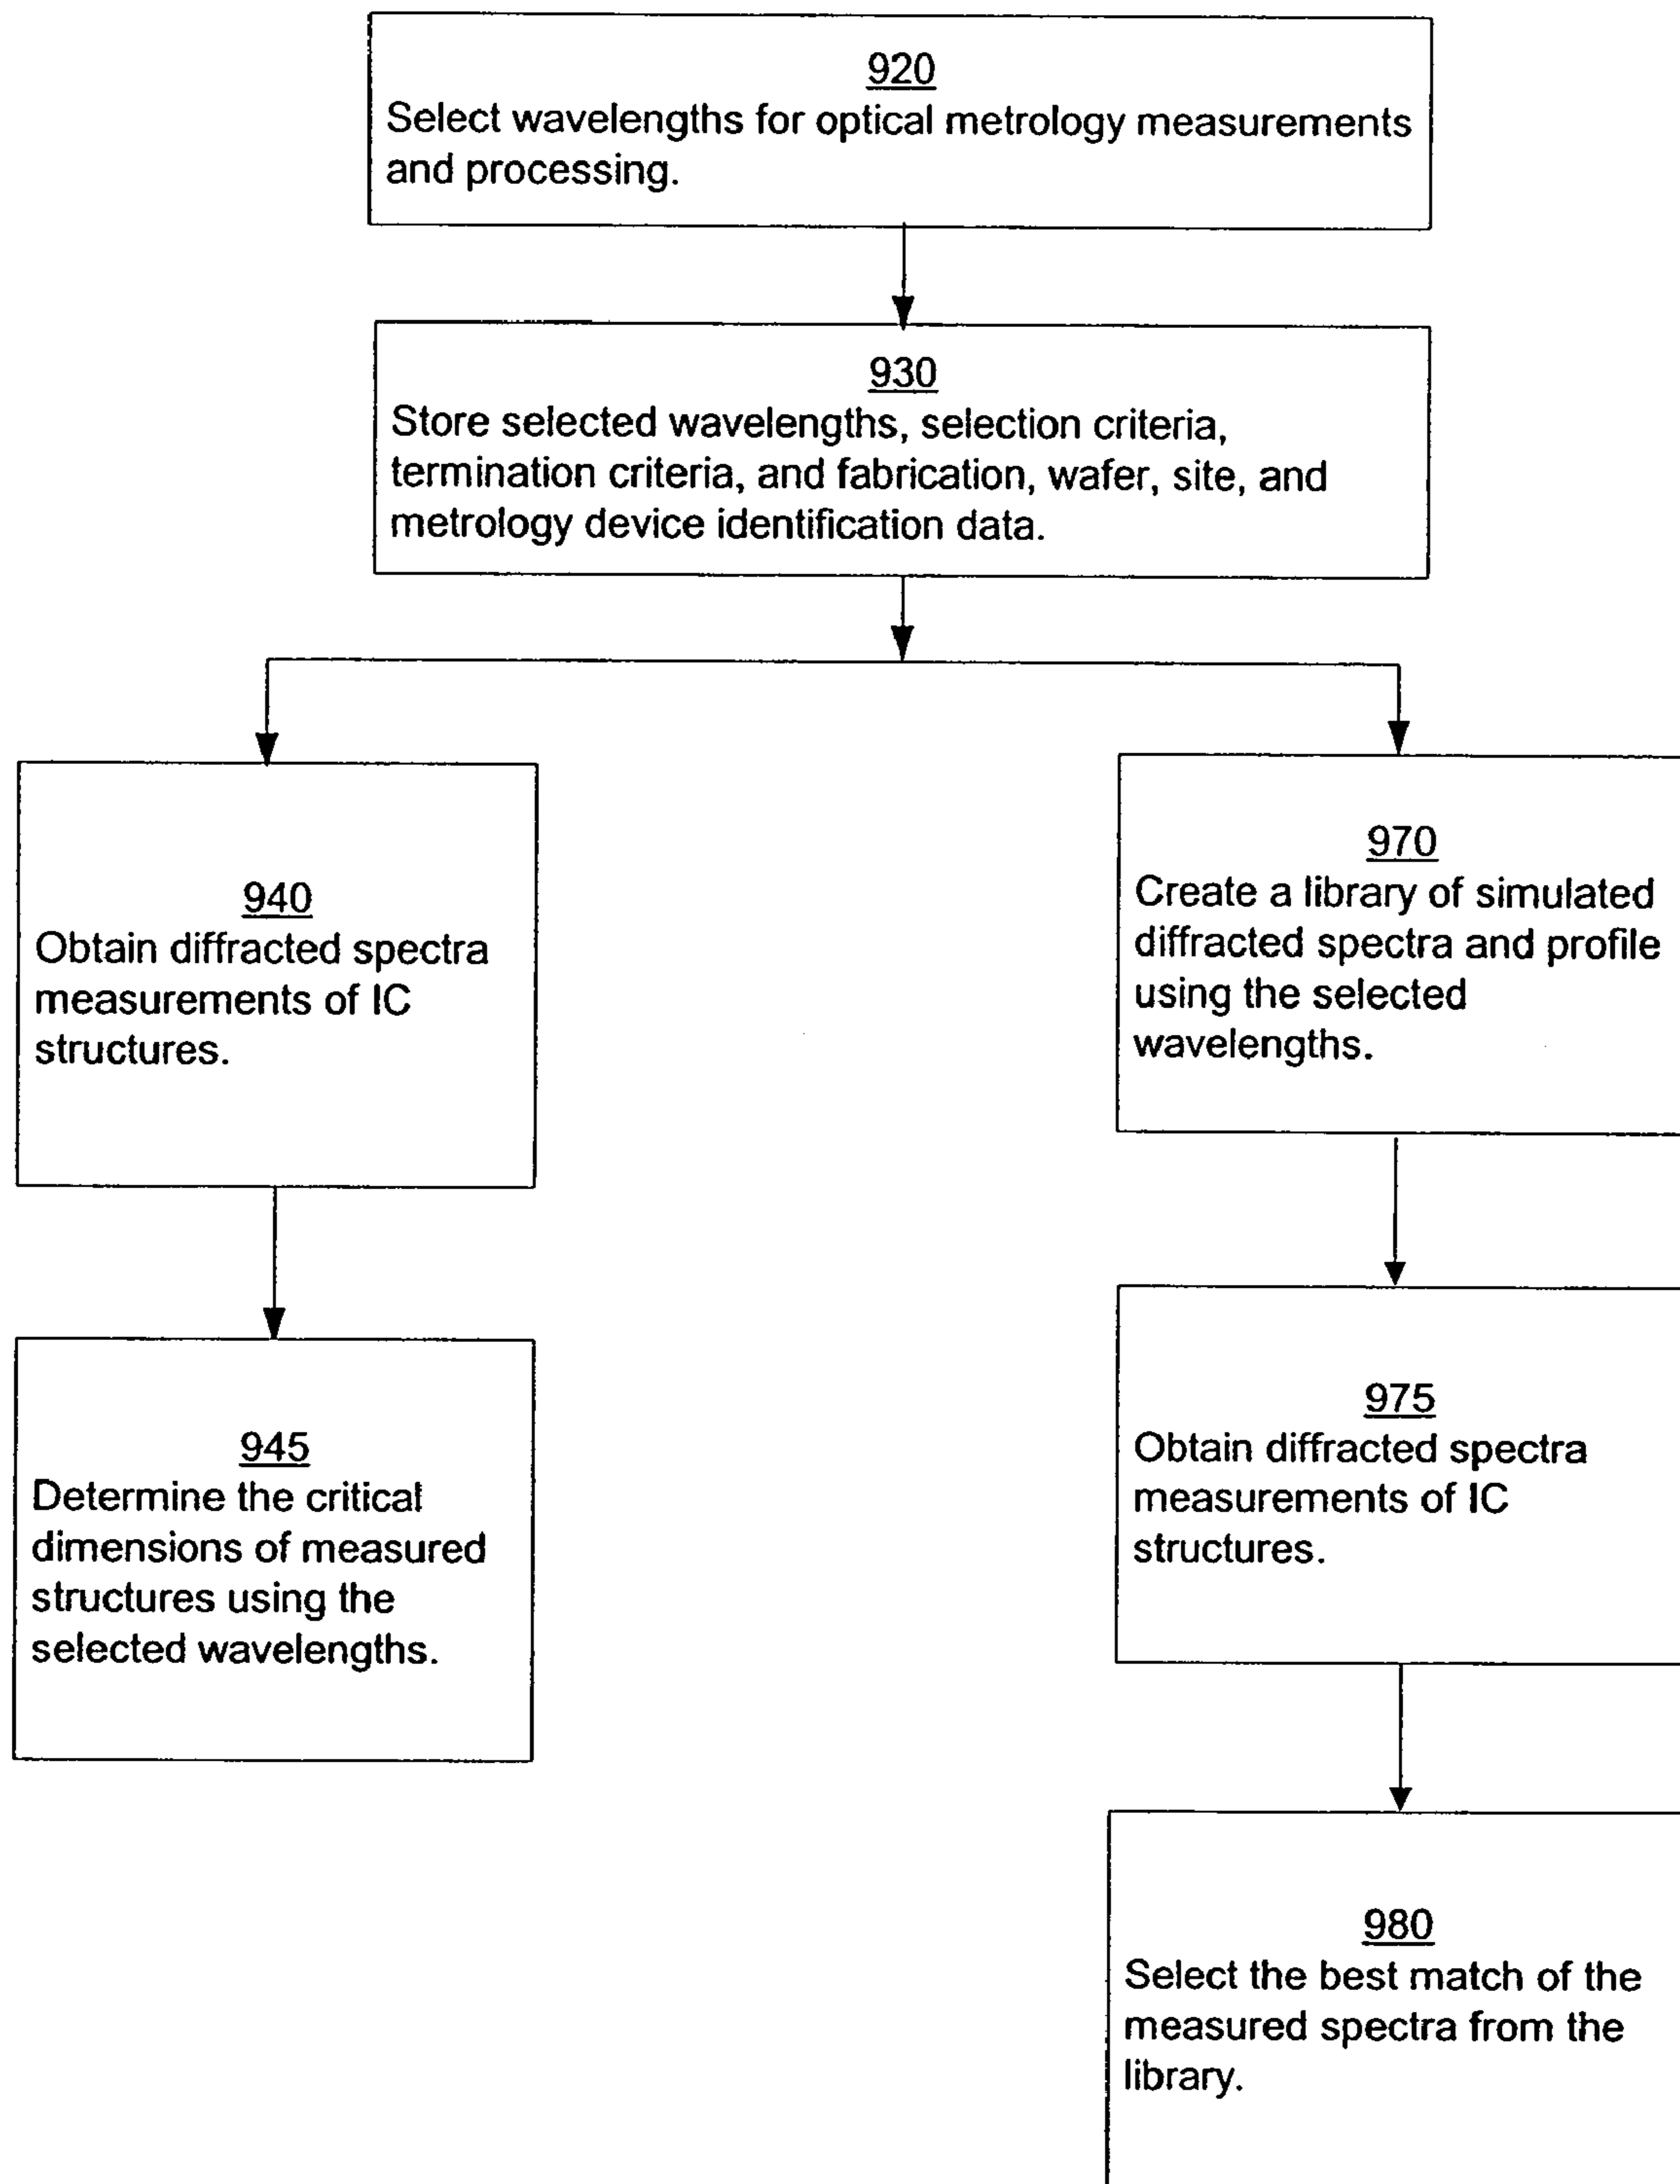 920
Select wavelengths for optical metrology measurements
and processing.
930
Store selected wavelengths, selection criteria,
termination criteria, and fabrication, wafer, site, and
metrology device identification data.
940
Obtain diffracted spectra
measurements of IC
structures.
945
Determine the critical
dimensions of measured
structures using the
selected wavelengths.
970
Create a library of simulated
diffracted spectra and profile
using the selected
wavelengths.
975
Obtain diffracted spectra
measurements of IC
structures.
980
Select the best match of the
measured spectra from the
library.